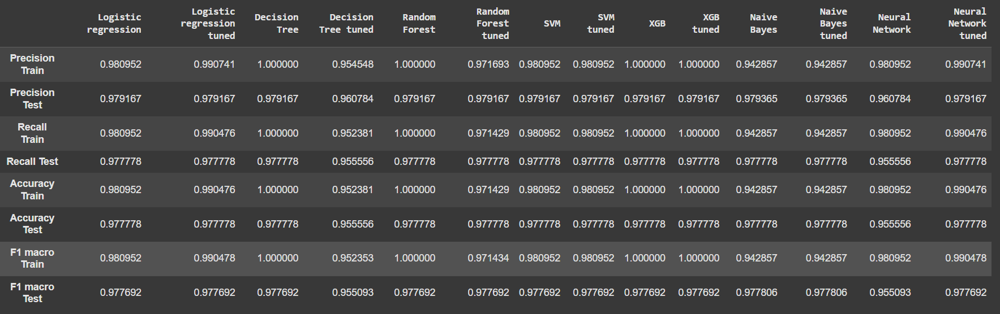 Logistic regression Logistic regression tuned Decision Tree Decision Tree tuned Random Forest Random Forest tuned SVM SVM tuned XGB XGB tuned Naive Bayes Naive Bayes tuned Neural Network Neural Network tuned
Precision Train 0.980952 0.990741 1.000000 0.954548 1.000000 0.971693 0.980952 0.980952 1.000000 1.000000 0.942857 0.942857 0.980952 0.990741
Precision Test 0.979167 0.979167 0.979167 0.960784 0.979167 0.979167 0.979167 0.979167 0.979167 0.979167 0.979365 0.979365 0.960784 0.979167
Recall Train 0.980952 0.990476 1.000000 0.952381 1.000000 0.971429 0.980952 0.980952 1.000000 1.000000 0.942857 0.942857 0.980952 0.990476
Recall Test 0.977778 0.977778 0.977778 0.955556 0.977778 0.977778 0.977778 0.977778 0.977778 0.977778 0.977778 0.977778 0.955556 0.977778
Accuracy Train 0.980952 0.990476 1.000000 0.952381 1.000000 0.971429 0.980952 0.980952 1.000000 1.000000 0.942857 0.942857 0.980952 0.990476
Accuracy Test 0.977778 0.977778 0.977778 0.955556 0.977778 0.977778 0.977778 0.977778 0.977778 0.977778 0.977778 0.977778 0.955556 0.977778
F1 macro Train 0.980952 0.990478 1.000000 0.952353 1.000000 0.971434 0.980952 0.980952 1.000000 1.000000 0.942857 0.942857 0.980952 0.990478
F1 macro Test 0.977692 0.977692 0.977692 0.955093 0.977692 0.977692 0.977692 0.977692 0.977692 0.977692 0.977806 0.977806 0.955093 0.977692